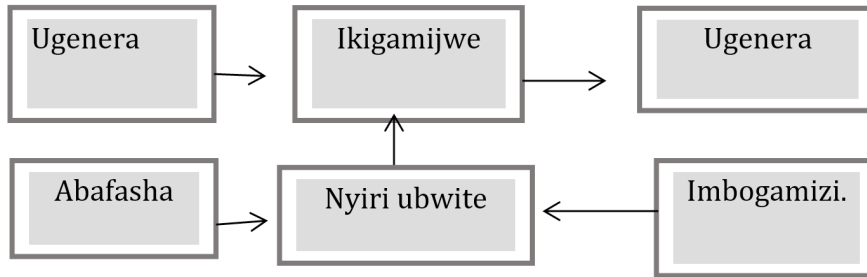 Ugenera
Ikigamijwe
Ugenera
Abafasha
Nyiri ubwite
Imbogamizi.